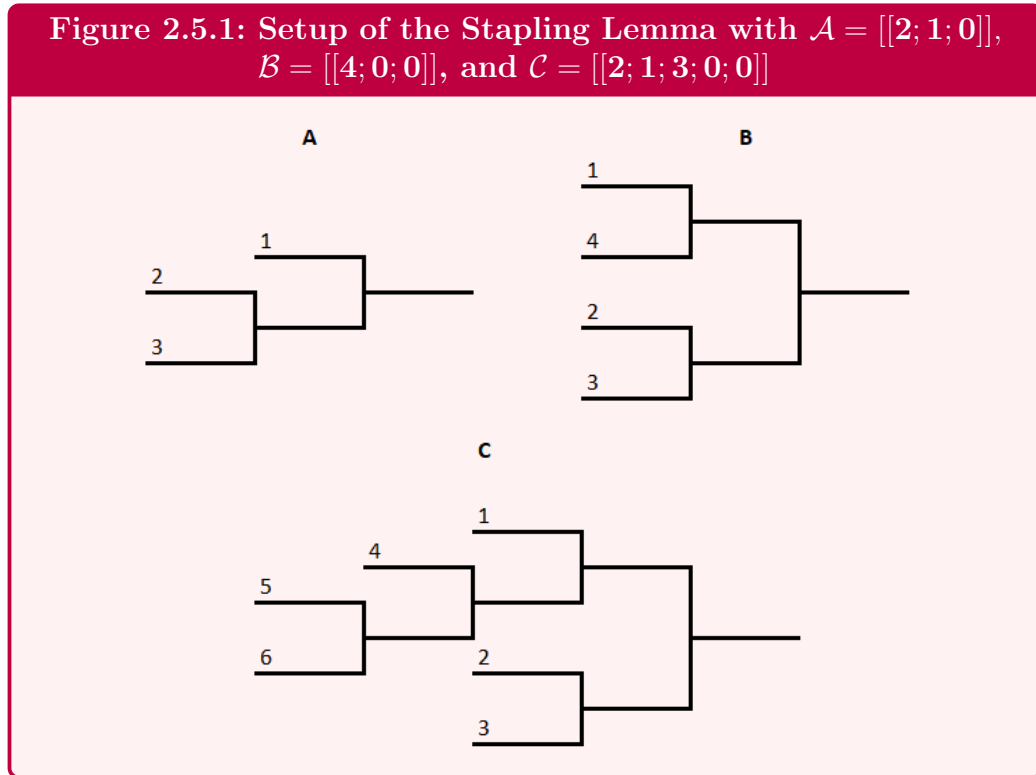 Figure 2.5.1: Setup of the Stapling Lemma with 𝒜 = [[2; 1; 0]],
ℬ = [[4; 0; 0]], and 𝒞 = [[2; 1; 3; 0; 0]]
A
B
1
2
3
1
4
2
3
C
1
4
5
6
2
3